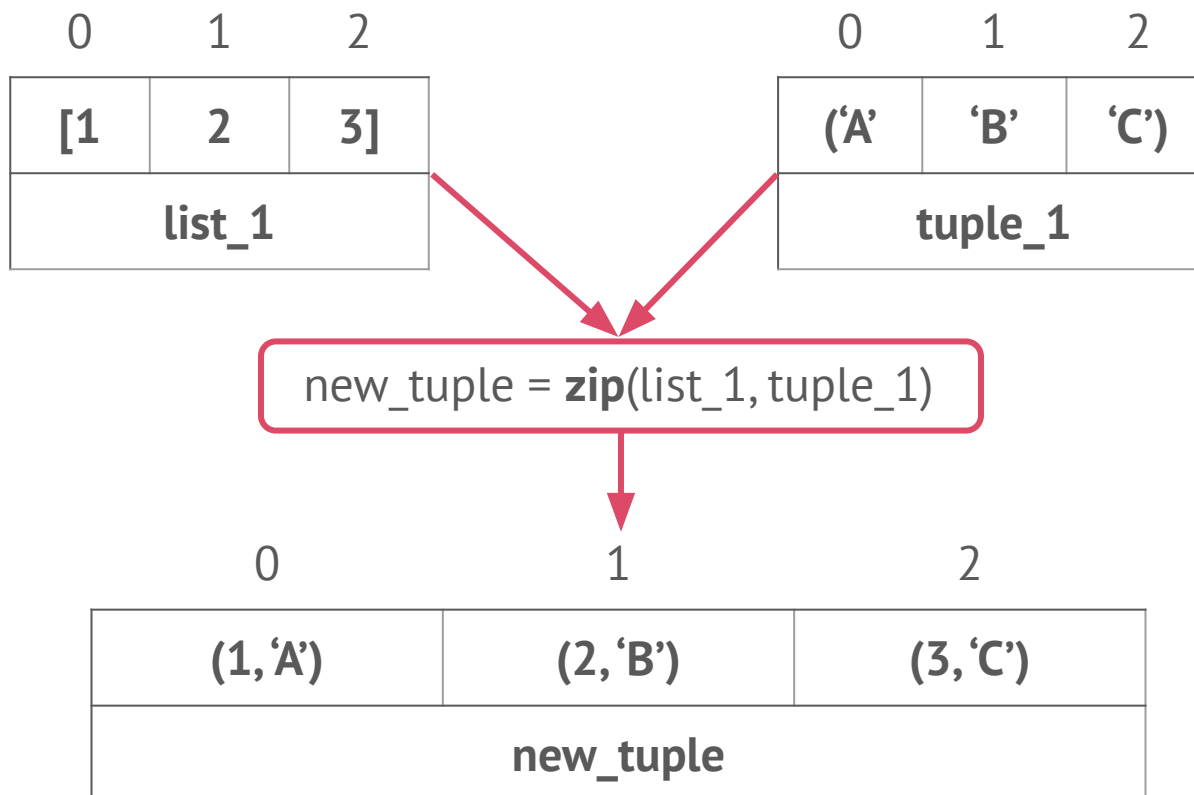 0 1 2 0 1 2
[1 2 3] (‘A’ ‘B’ ‘C’)
list_1 tuple_1
new_tuple = zip(list_1, tuple_1)
0 1 2
(1, ‘A’) (2, ‘B’) (3, ‘C’)
new_tuple